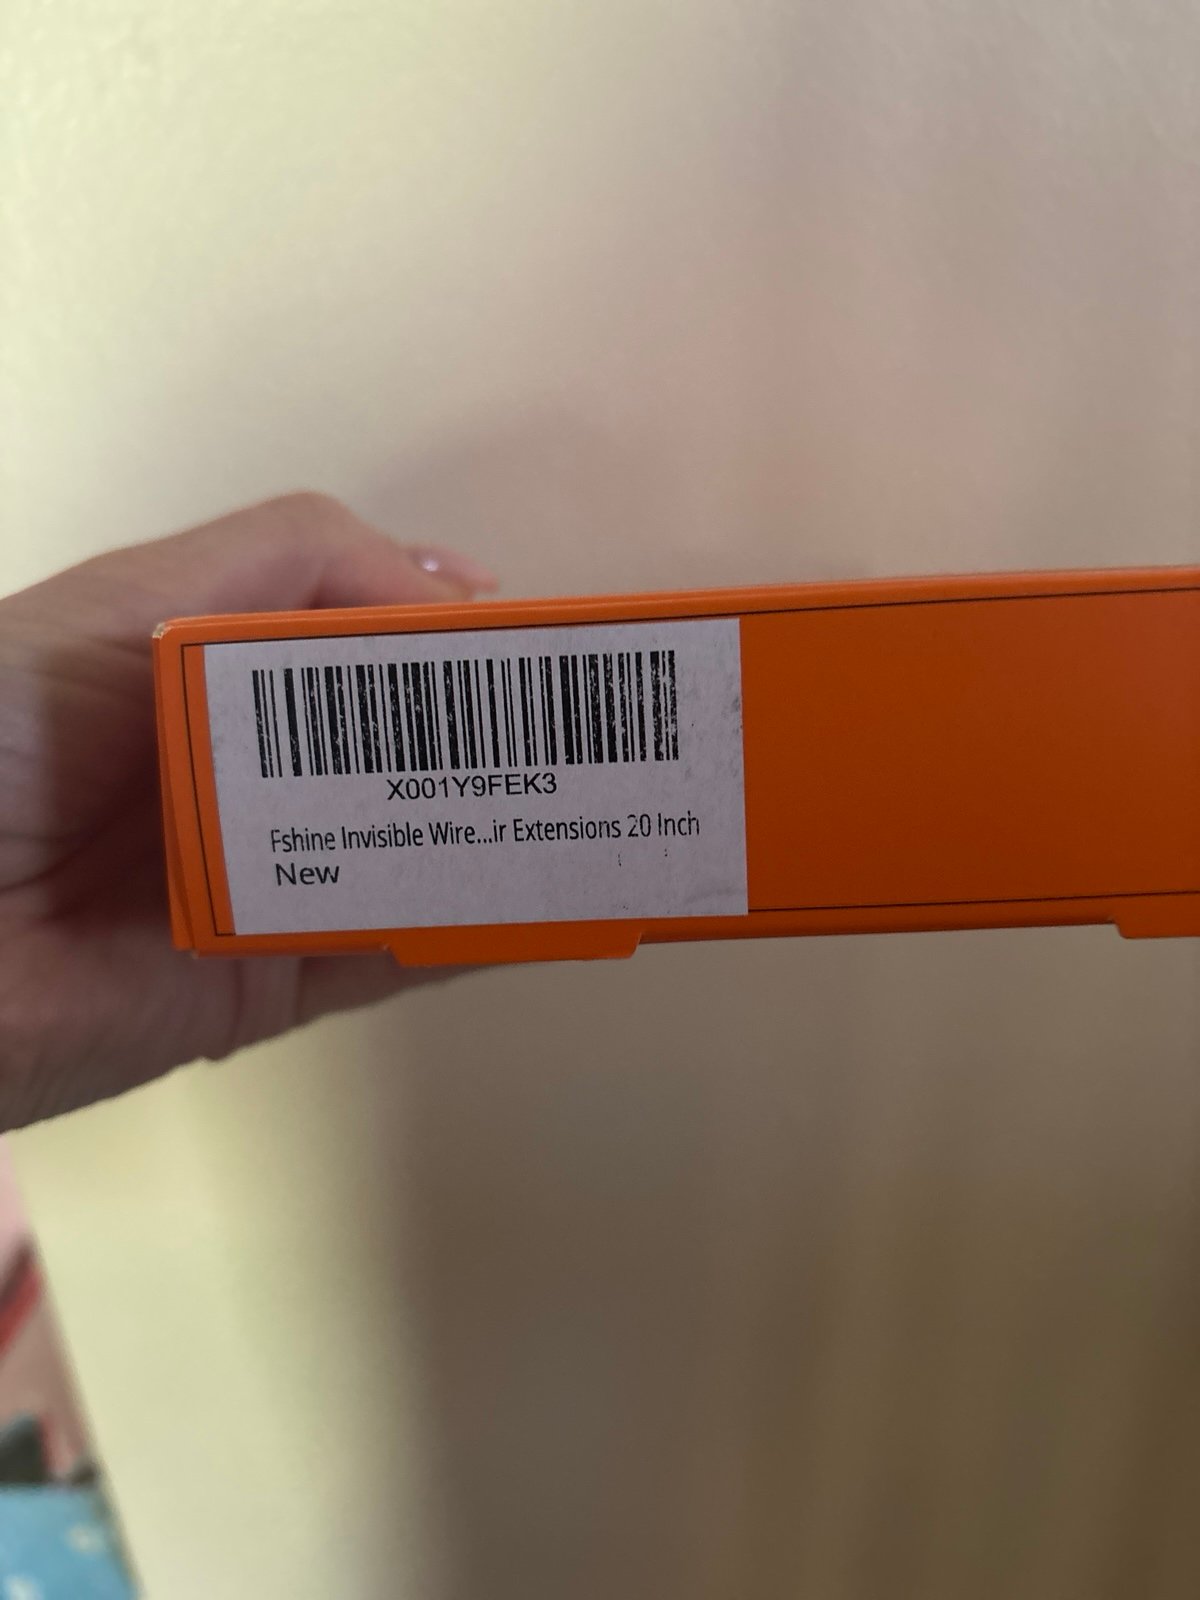 X001Y9FEK3
Fshine Invisible Wire...ir Extensions 20 Inch
New